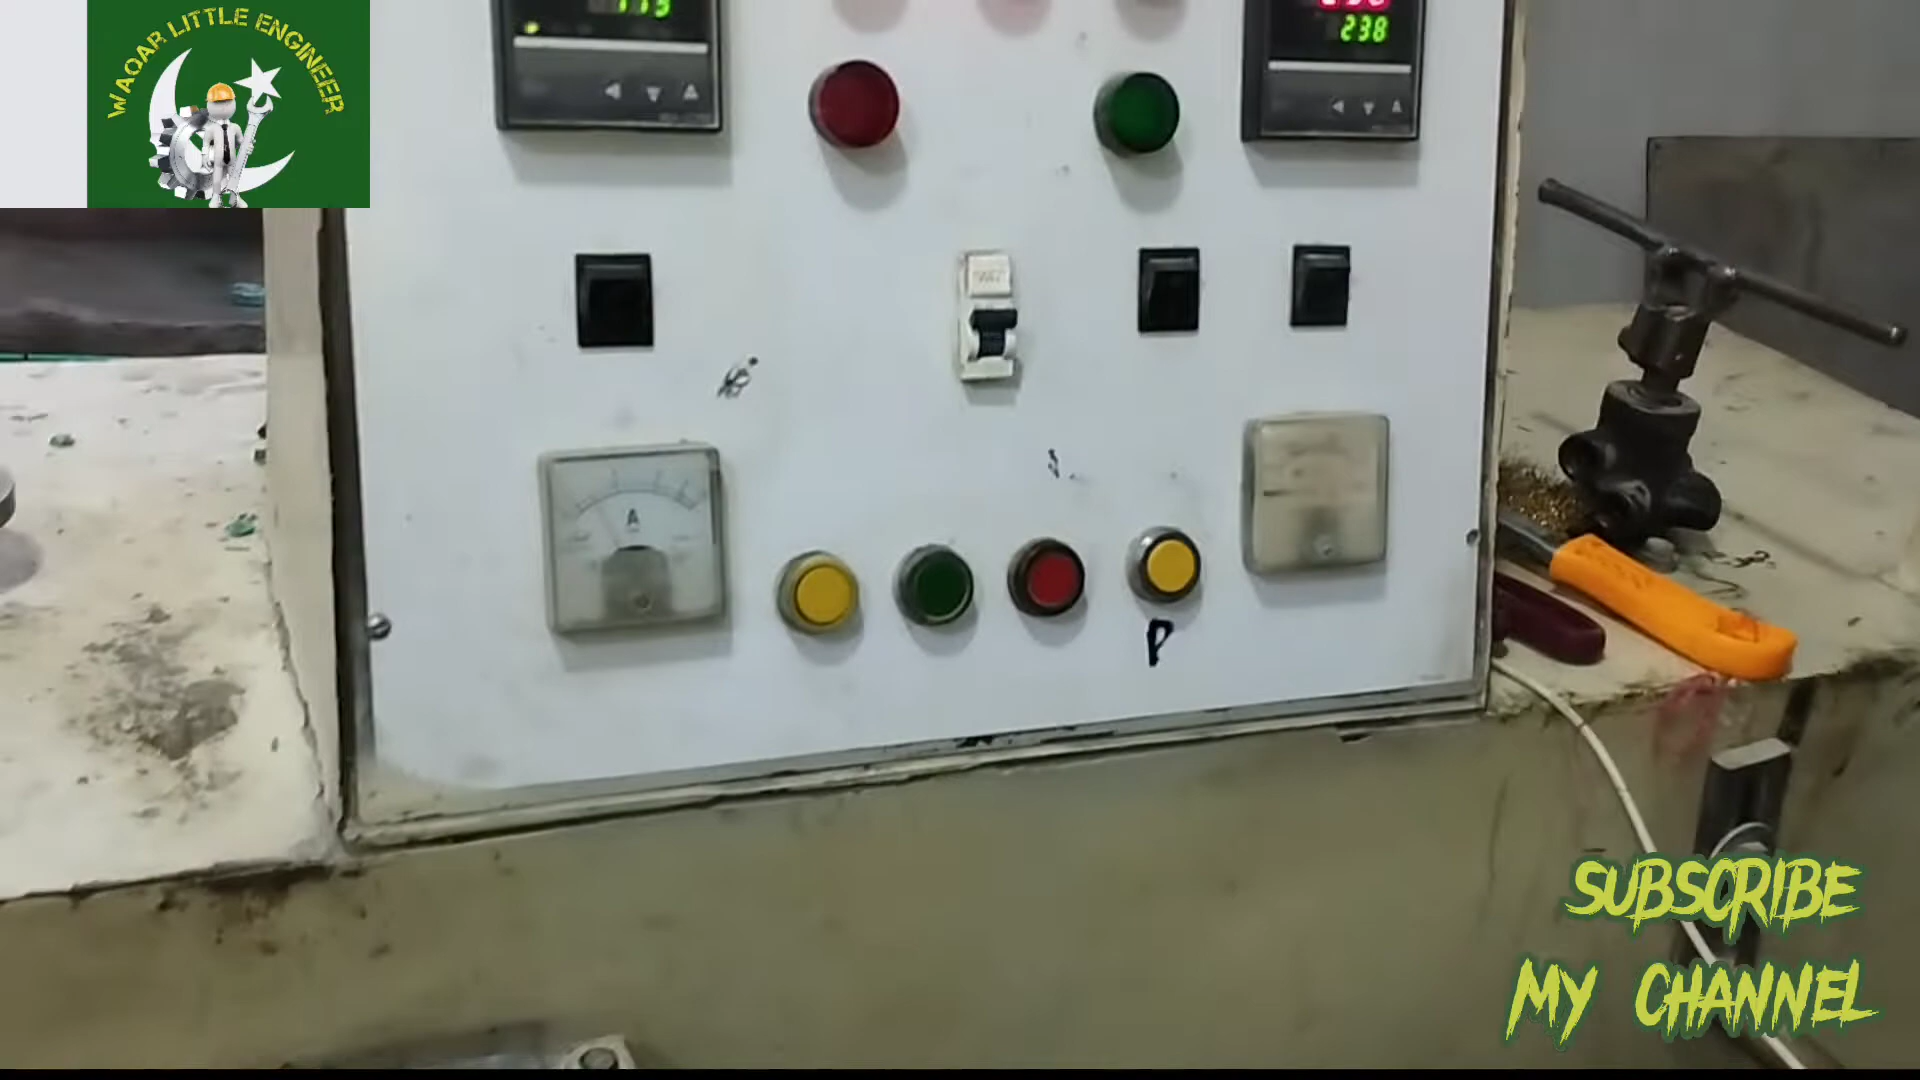 WAQAR LITTLE ENGINEER
238
A
P
SUBSCRIBE
MY CHANNEL